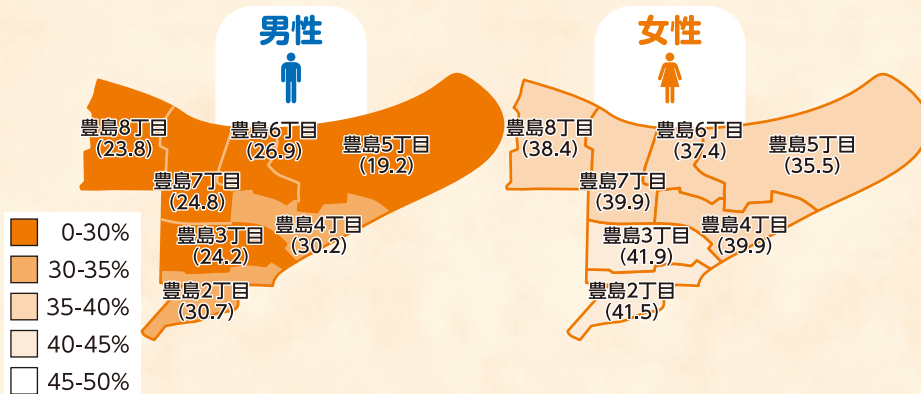 男性
豊島8丁目
(23.8)
豊島6丁目
(26.9)
豊島5丁目
(19.2)
豊島7丁目
(24.8)
豊島4丁目
(30.2)
豊島3丁目
(24.2)
豊島2丁目
(30.7)
女性
豊島8丁目
(38.4)
豊島6丁目
(37.4)
豊島5丁目
(35.5)
豊島7丁目
(39.9)
豊島4丁目
(39.9)
豊島3丁目
(41.9)
豊島2丁目
(41.5)
0-30%
30-35%
35-40%
40-45%
45-50%